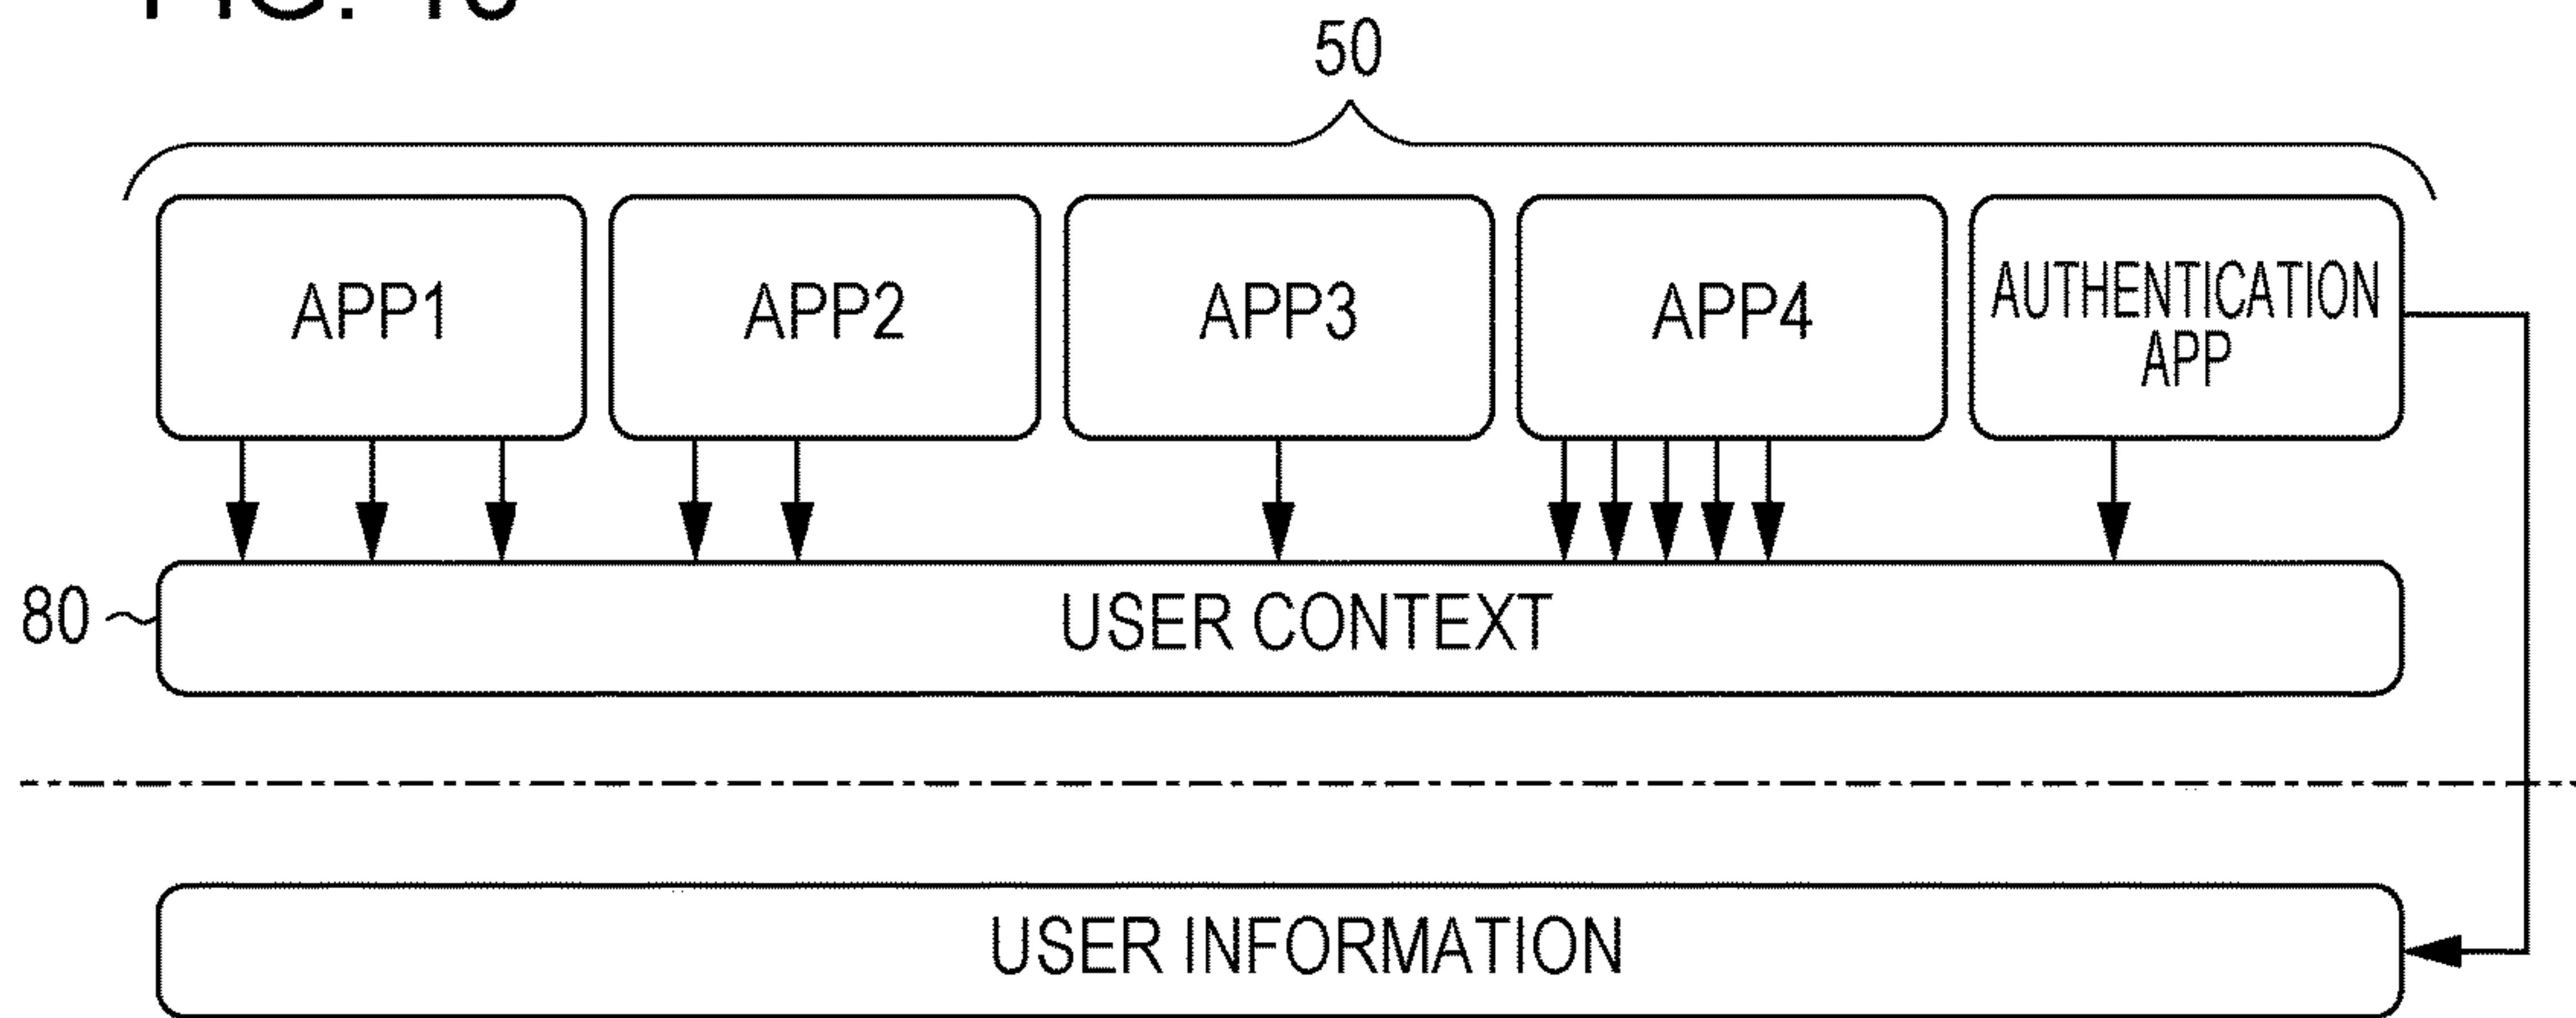 50
APP1
APP2
APP3
APP4
AUTHENTICATION
APP
80
USER CONTEXT
USER INFORMATION